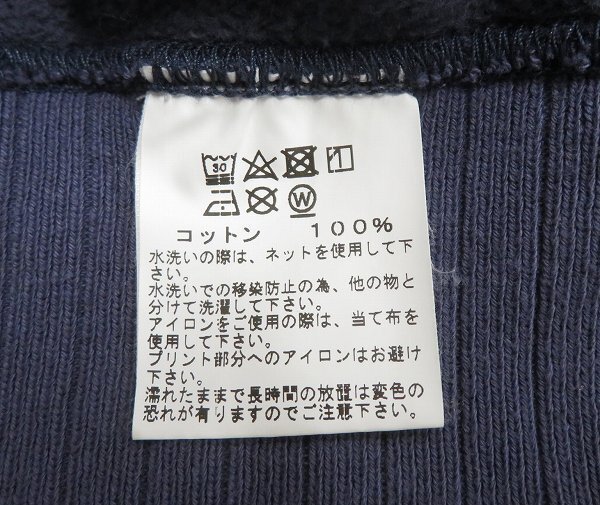 30
W
コットン 100%
水洗いの際は、ネットを使用して下
さい。
水洗いでの移染防止の為、他の物と
分けて洗濯して下さい。
アイロンをご使用の際は、当て布を
使用して下さい。
プリント部分へのアイロンはお避け
下さい。
濡れたままで長時間の放置は変色の
恐れが有りますのでご注意下さい。